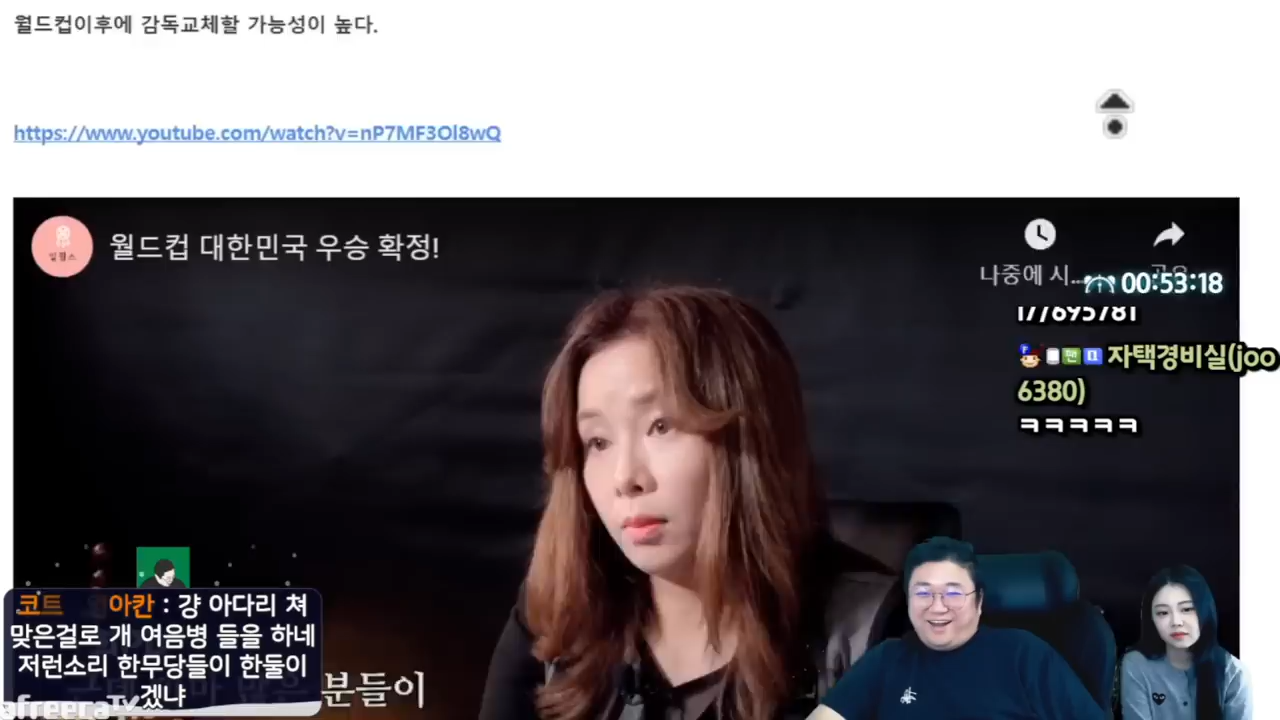 월드컵이후에 감독교체할 가능성이 높다.
https://www.youtube.com/watch?v=nP7MF3Ol8wQ
월드컵 대한민국 우승 확정!
나중에 시...
00:53:18
177895781
자택경비실(joo
6380)
ㅋㅋㅋㅋㅋ
코트 아칸 : 걍 아다리 쳐
맞은걸로 개 여음병 들을 하네
저런소리 한무당들이 한둘이
겠냐
분들이
afreecaTV